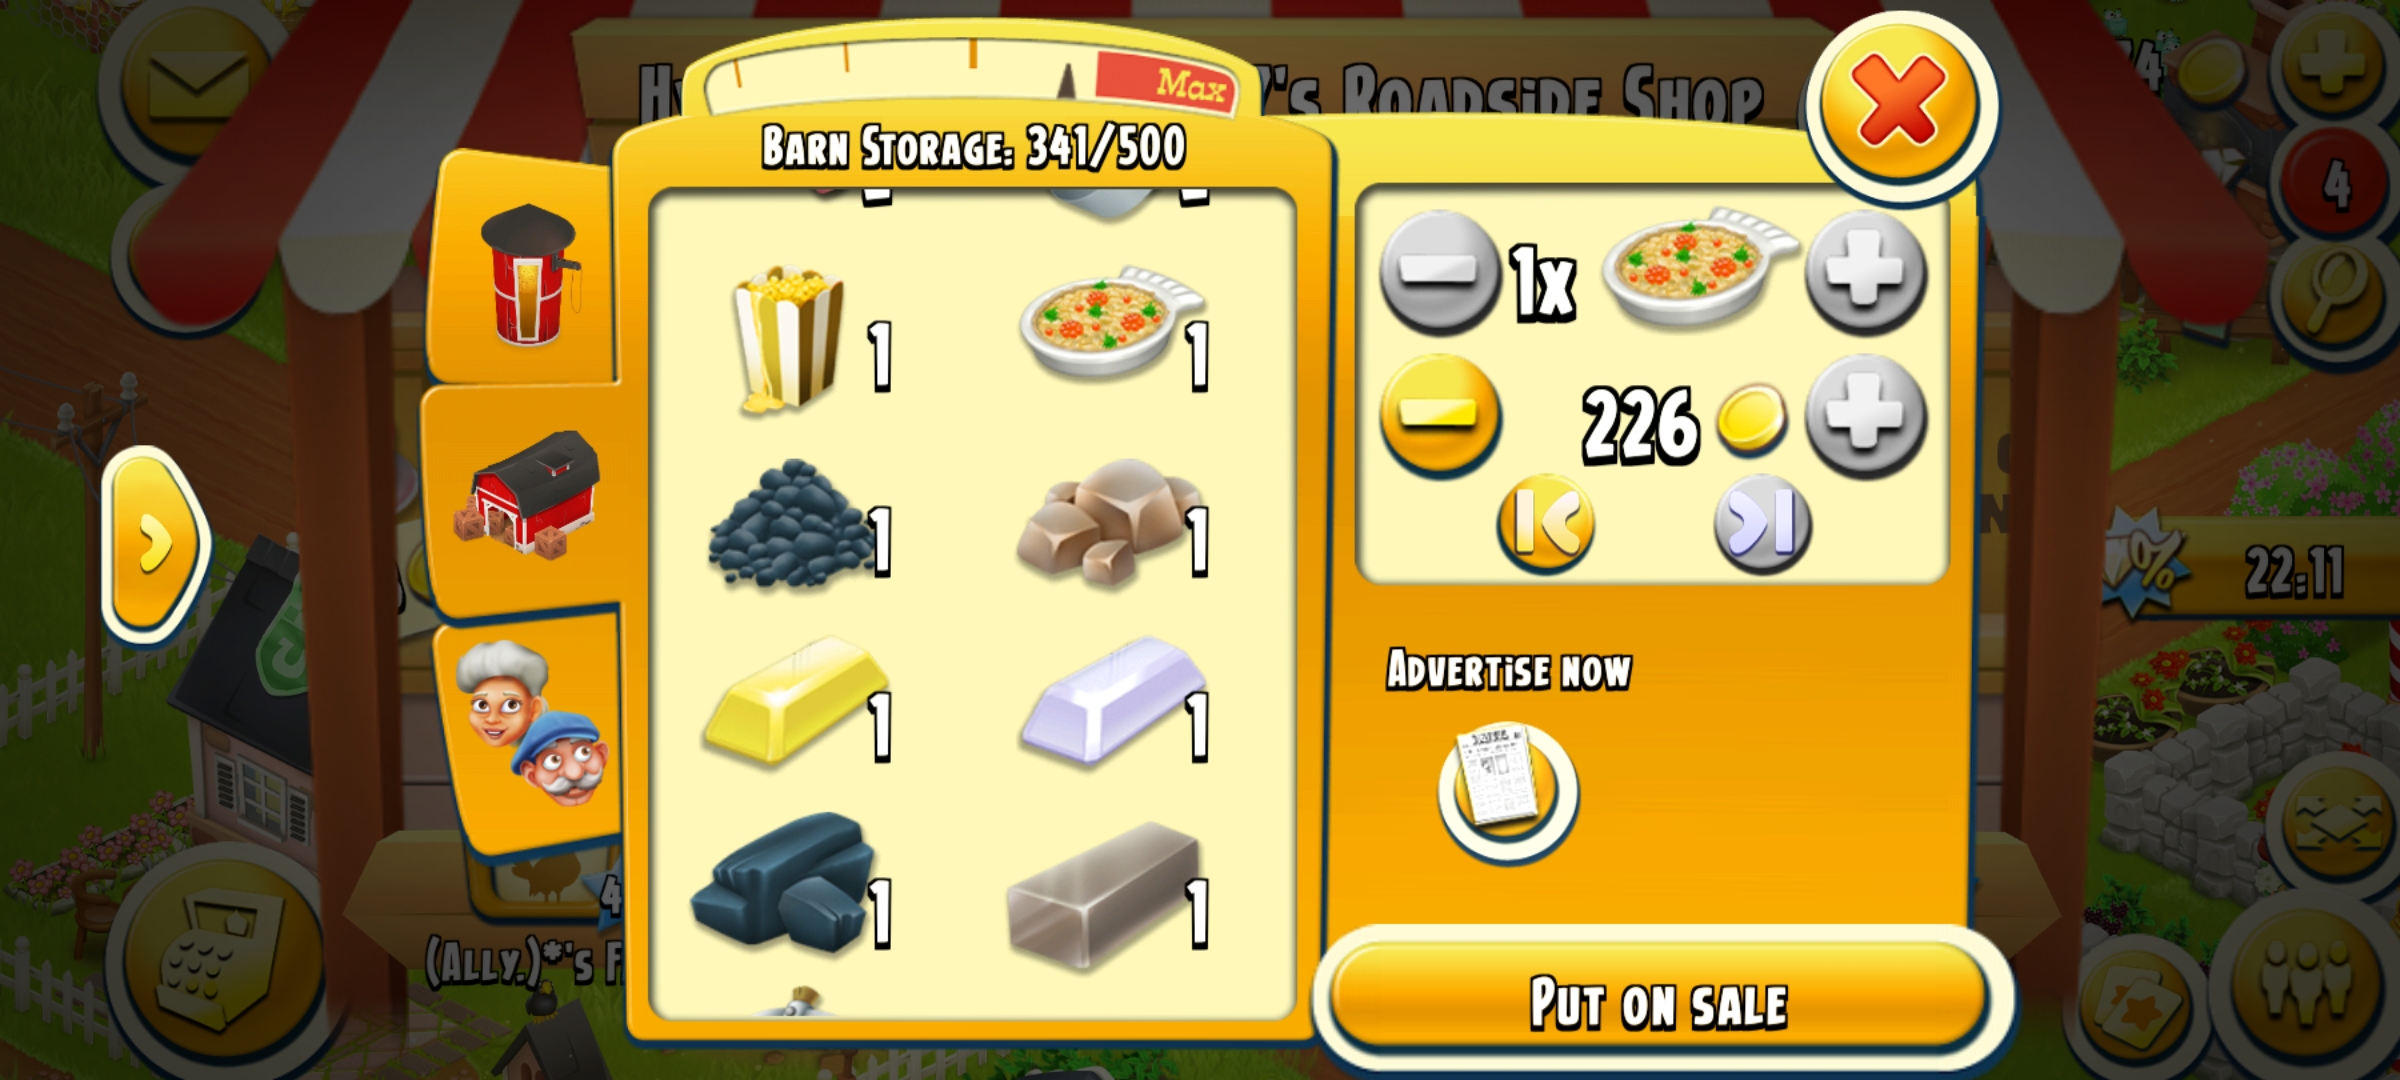 's Roadside Shop
Max
Barn Storage: 341/500
1
1
1
1
1
1
1
1
1x
226
Advertise now
Put on sale
4
22:11
(Ally.)*'s F